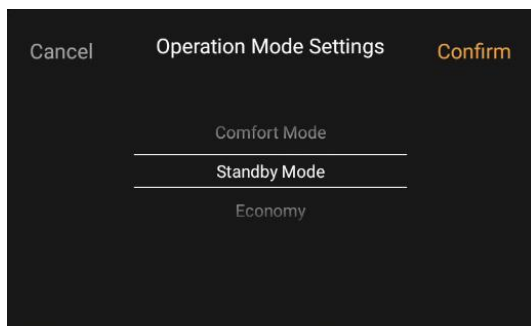 Cancel
Operation Mode Settings
Confirm
Comfort Mode
Standby Mode
Economy